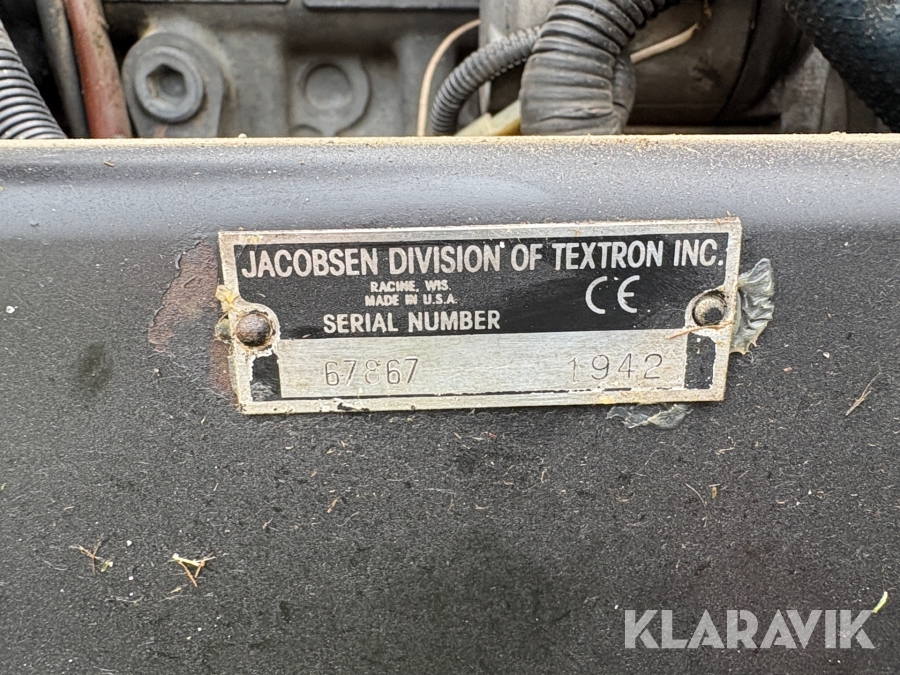 JACOBSEN DIVISION OF TEXTRON INC.
RACINE, WIS.
MADE IN U.S.A.
CE
SERIAL NUMBER
67867 1942
KLARAVIK